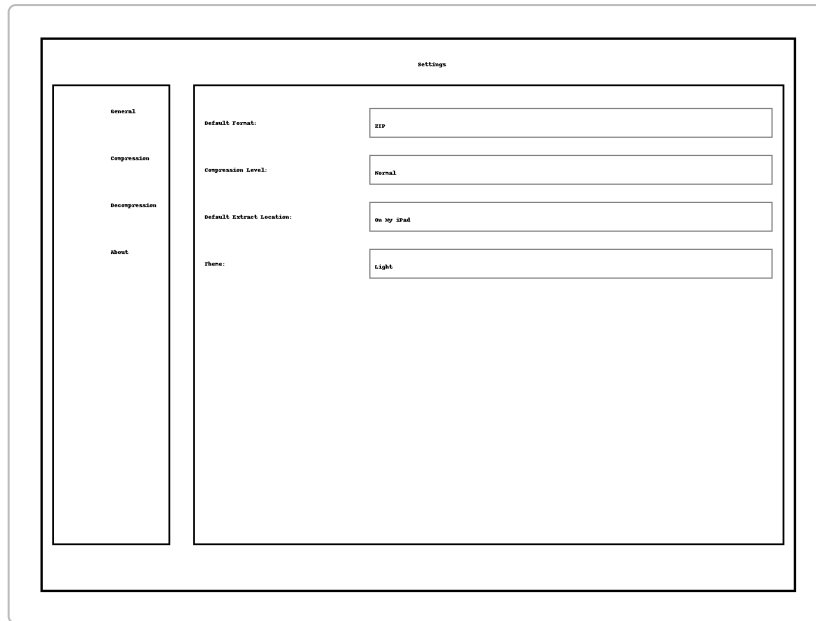 Settings
General
Compression
Decompression
About
Default Format:
ZIP
Compression Level:
Normal
Default Extract Location:
On My iPad
Theme:
Light